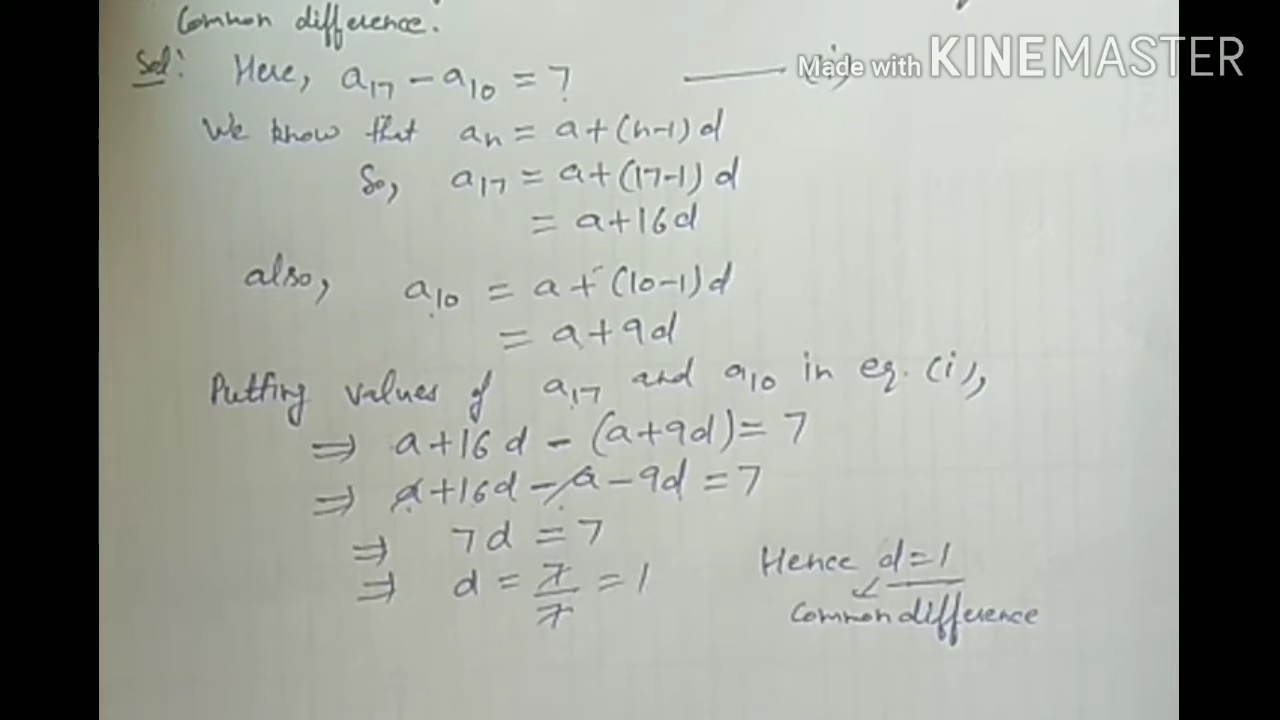 Common difference.
Sol: Here, a₁₇ − a₁₀ = 7 ——— (i)
Made with KINEMASTER
We know that aₙ = a + (n-1) d
So, a₁₇ = a + (17-1) d
= a + 16d
also, a₁₀ = a + (10-1)d
= a + 9d
Putting values of a₁₇ and a₁₀ in eq. (i),
⇒ a + 16d − (a + 9d) = 7
⇒ a + 16d − a − 9d = 7
⇒ 7d = 7
⇒ d = 7/7 = 1
Hence d = 1
Common difference